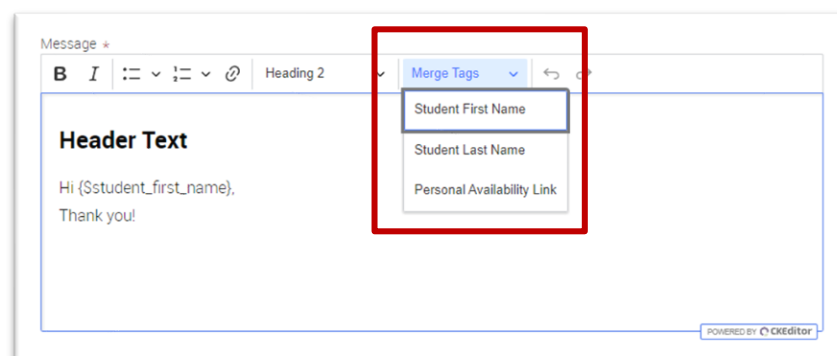 Message *
B I Heading 2 Merge Tags
Student First Name
Header Text
Student Last Name
Hi {$student_first_name},
Personal Availability Link
Thank you!
POWERED BY CKEditor